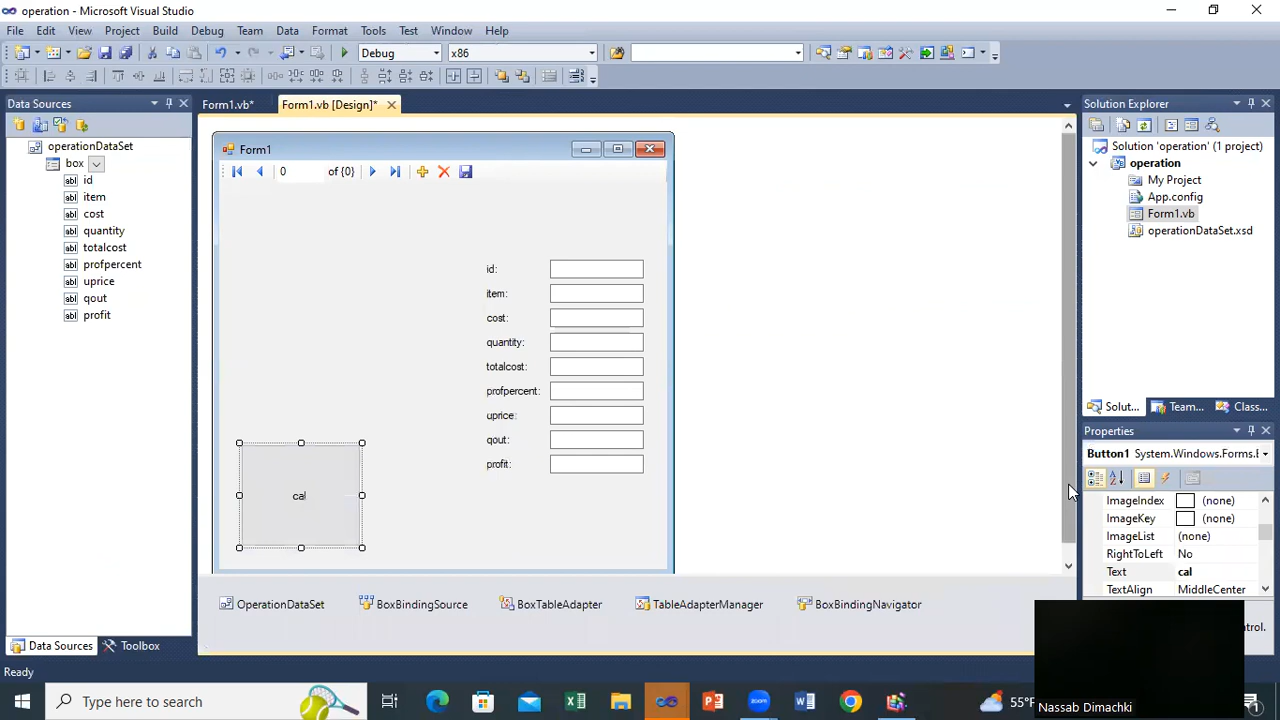 operation - Microsoft Visual Studio
File Edit View Project Build Debug Team Data Format Tools Test Window Help
Debug x86
Data Sources
Form1.vb*
Form1.vb [Design]*
Solution Explorer
operationDataSet
box
id
item
cost
quantity
totalcost
profpercent
uprice
qout
profit
Form1
0 of {0}
id:
item:
cost:
quantity:
totalcost:
profpercent:
uprice:
qout:
profit:
cal
OperationDataSet BoxBindingSource BoxTableAdapter TableAdapterManager BoxBindingNavigator
Solution 'operation' (1 project)
operation
My Project
App.config
Form1.vb
operationDataSet.xsd
Solut... Team... Class...
Properties
Button1 System.Windows.Forms.
ImageIndex (none)
ImageKey (none)
ImageList (none)
RightToLeft No
Text cal
TextAlign MiddleCenter
trol.
Data Sources Toolbox
Ready
Type here to search
55°F
Nassab Dimachki
1